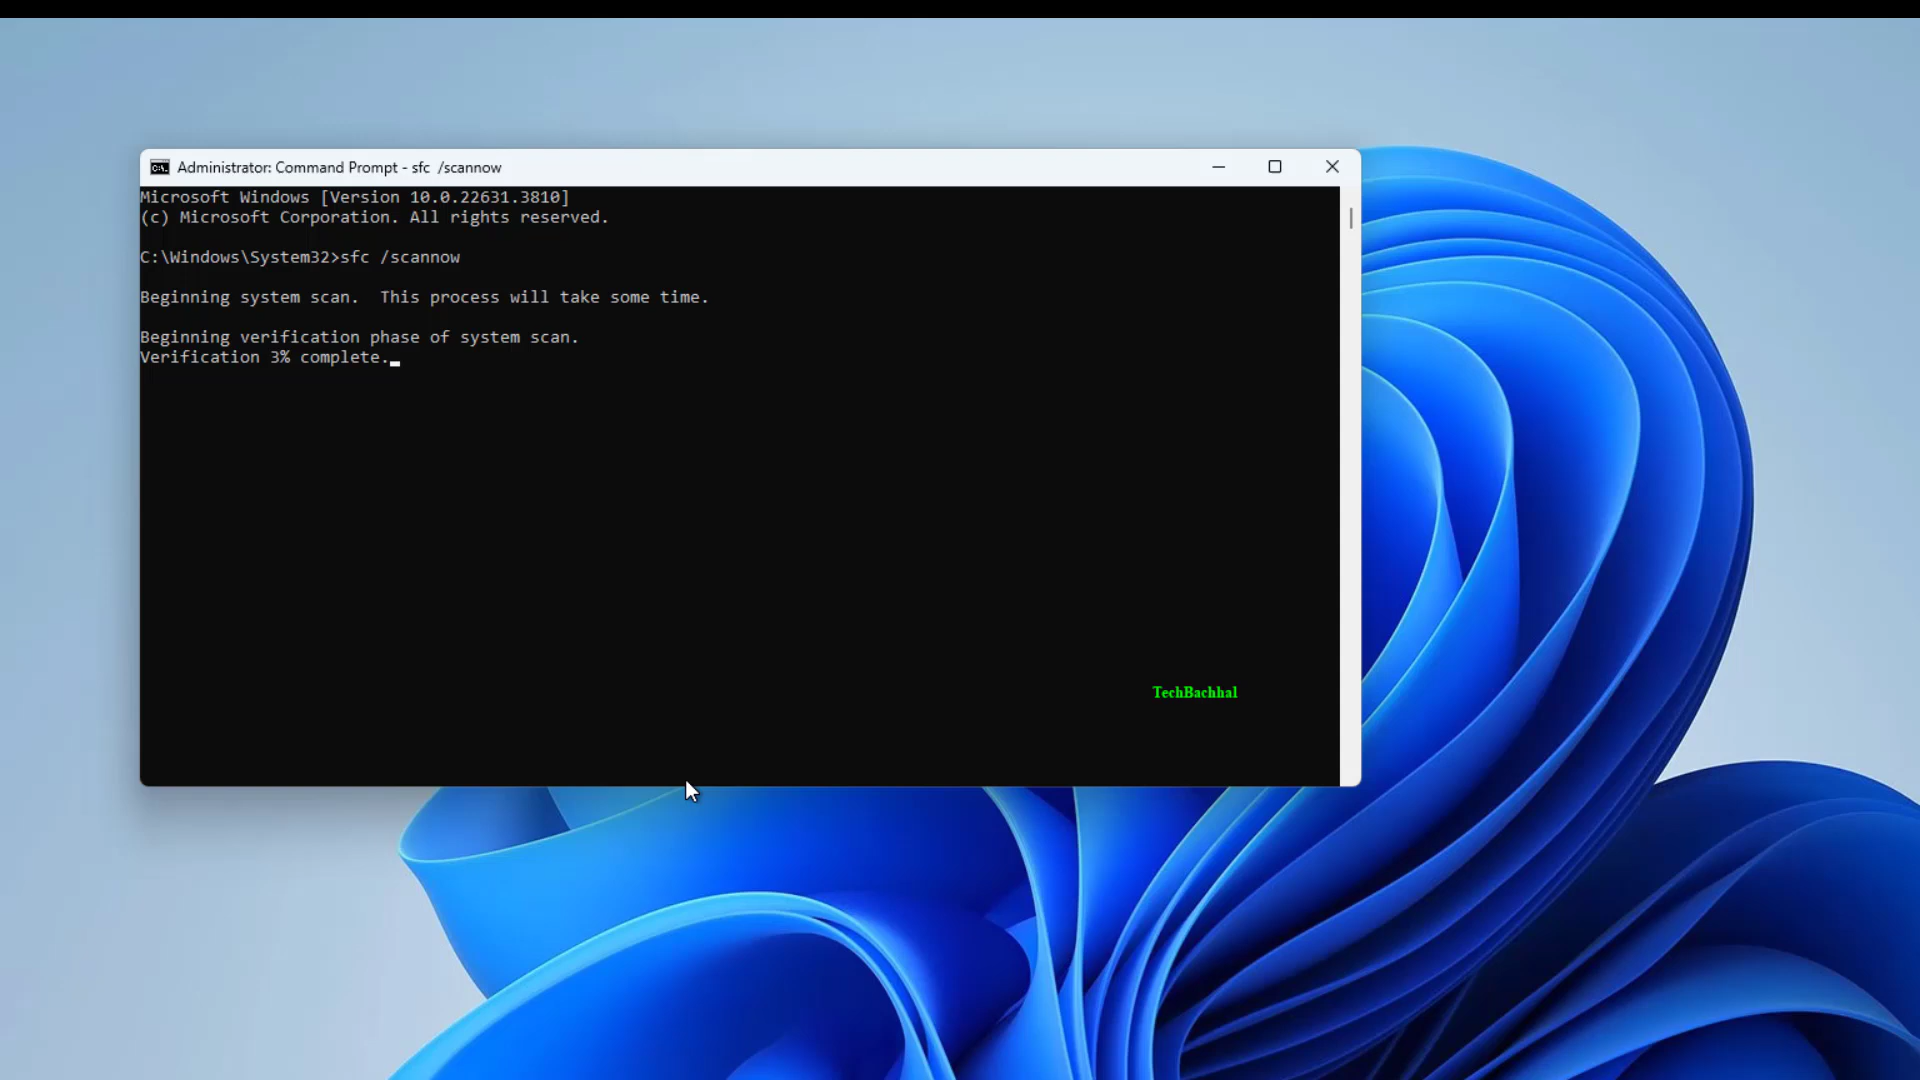 Administrator: Command Prompt - sfc  /scannow
Microsoft Windows [Version 10.0.22631.3810]
(c) Microsoft Corporation. All rights reserved.
C:\Windows\System32>sfc /scannow
Beginning system scan.  This process will take some time.
Beginning verification phase of system scan.
Verification 3% complete.
TechBachhal